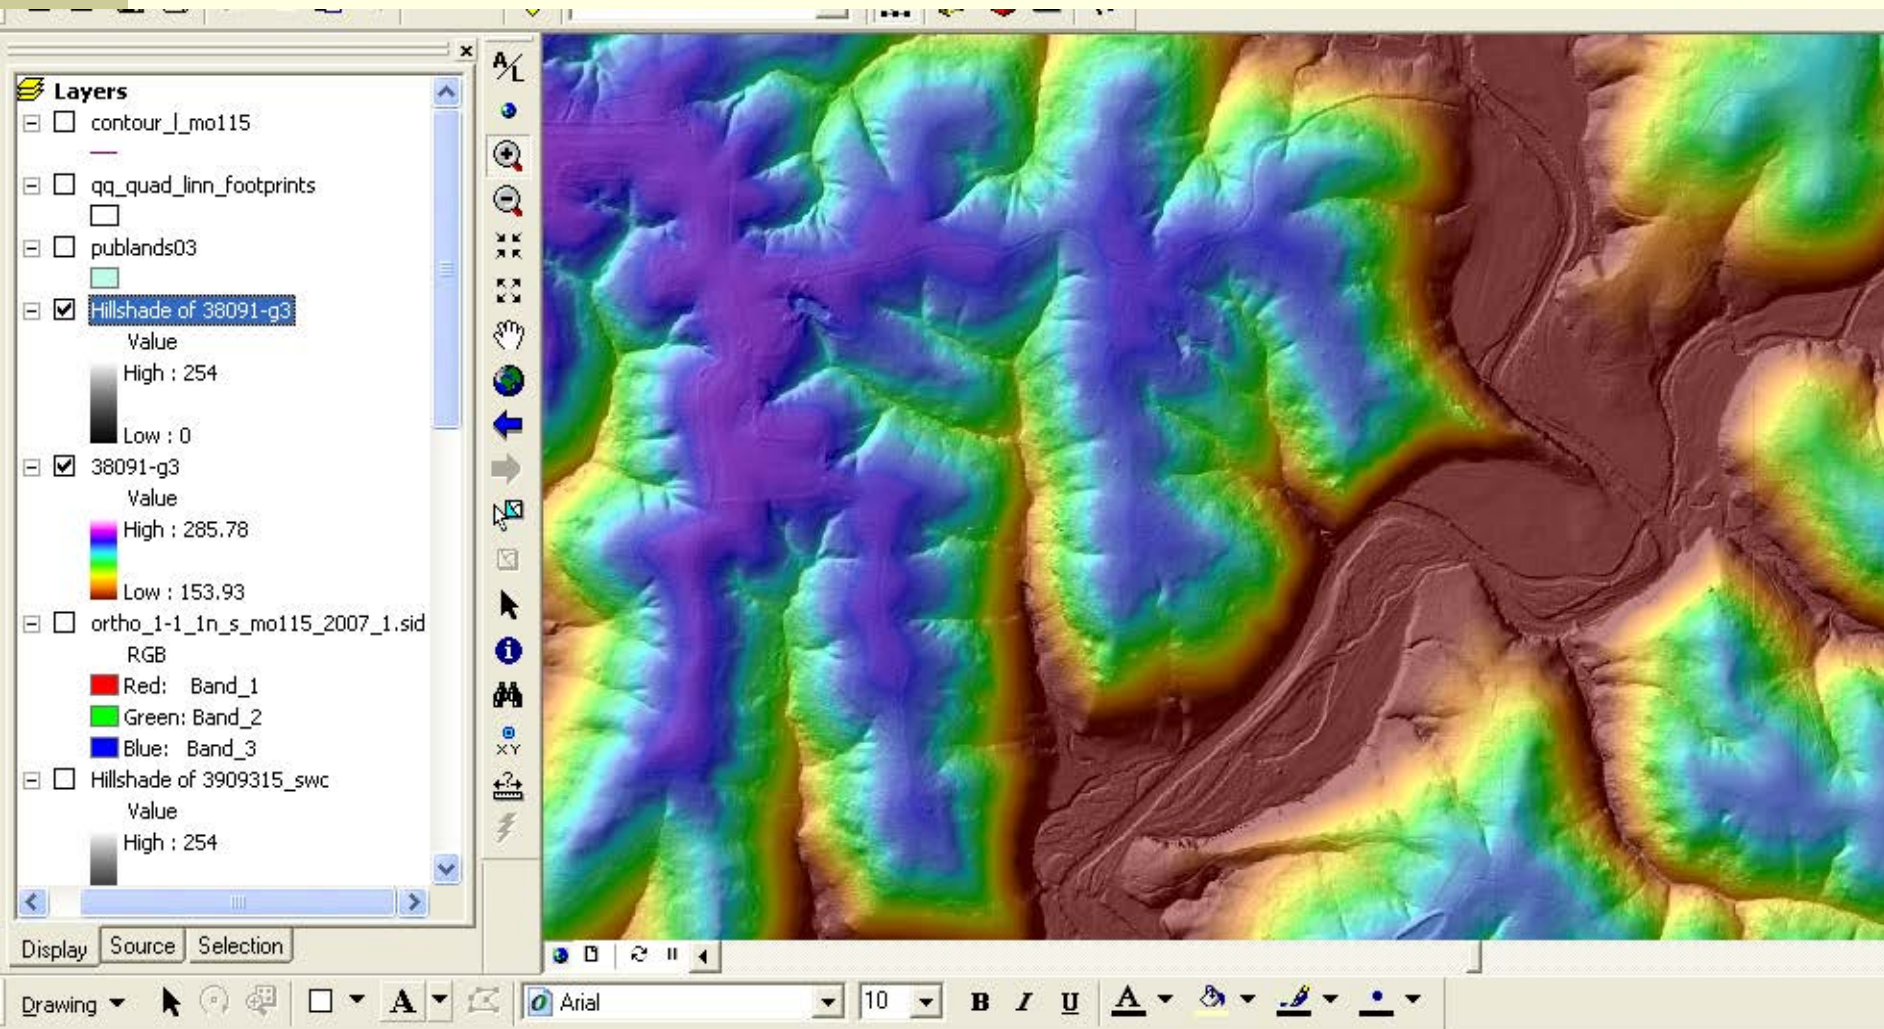 Layers
contour_l_mo115
qq_quad_linn_footprints
publands03
Hillshade of 38091-g3
Value
High : 254
Low : 0
38091-g3
Value
High : 285.78
Low : 153.93
ortho_1-1_1n_s_mo115_2007_1.sid
RGB
Red: Band_1
Green: Band_2
Blue: Band_3
Hillshade of 3909315_swc
Value
High : 254
Display Source Selection
A/L
XY
Drawing A Arial 10 B I U A